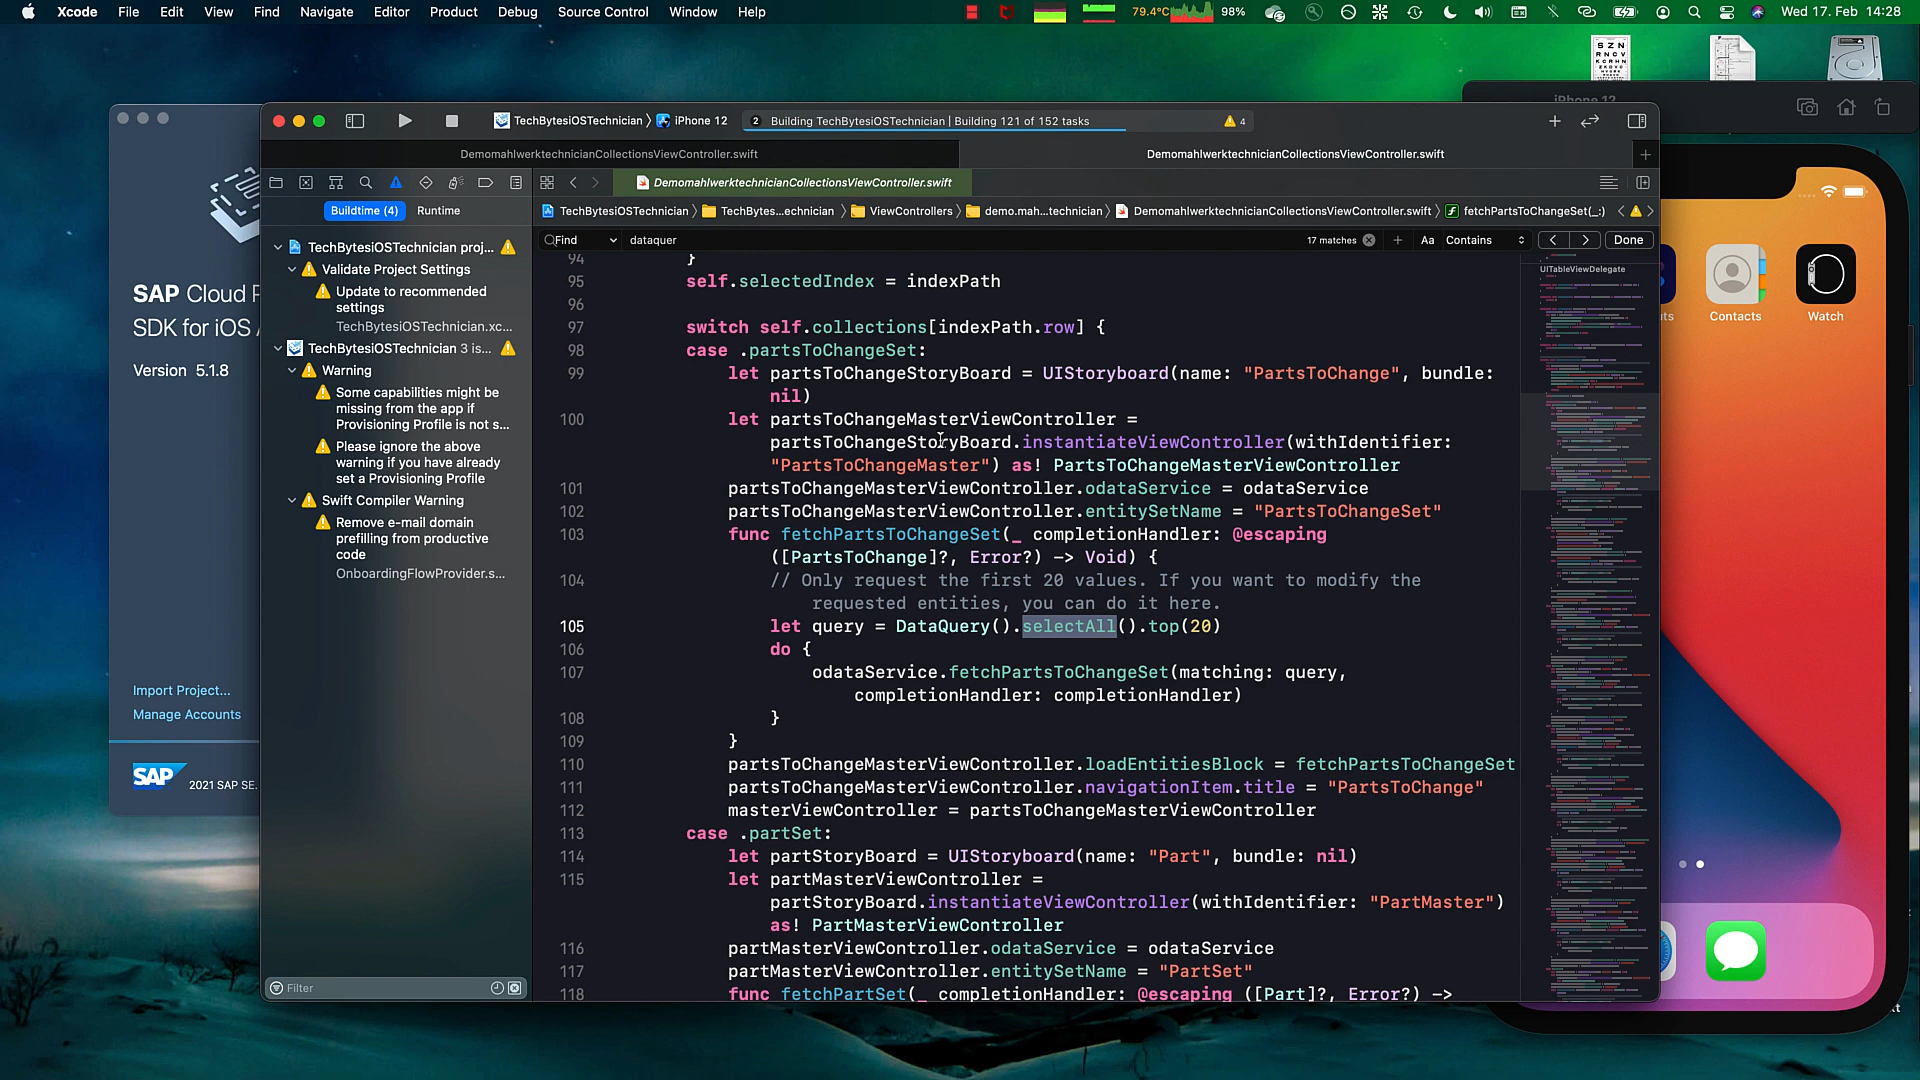 Xcode File Edit View Find Navigate Editor Product Debug Source Control Window Help
79.4°C 98% Wed 17. Feb 14:28
SZN
RNCV
iPhone 12
TechBytesiOSTechnician iPhone 12
2 Building TechBytesiOSTechnician | Building 121 of 152 tasks
4
DemomahlwerktechnicianCollectionsViewController.swift
DemomahlwerktechnicianCollectionsViewController.swift
DemomahlwerktechnicianCollectionsViewController.swift
Buildtime (4) Runtime
TechBytesiOSTechnician TechBytes...echnician ViewControllers demo.mah...technician DemomahlwerktechnicianCollectionsViewController.swift fetchPartsToChangeSet(_:)
Find dataquer 17 matches Aa Contains Done
TechBytesiOSTechnician proj...
Validate Project Settings
Update to recommended
settings
TechBytesiOSTechnician.xc...
TechBytesiOSTechnician 3 is...
Warning
Some capabilities might be
missing from the app if
Provisioning Profile is not s...
Please ignore the above
warning if you have already
set a Provisioning Profile
Swift Compiler Warning
Remove e-mail domain
prefilling from productive
code
OnboardingFlowProvider.s...
Filter
SAP Cloud P
SDK for iOS
Version 5.1.8
Import Project...
Manage Accounts
SAP
2021 SAP SE.
94 }
95 self.selectedIndex = indexPath
96
97 switch self.collections[indexPath.row] {
98 case .partsToChangeSet:
99 let partsToChangeStoryBoard = UIStoryboard(name: "PartsToChange", bundle:
nil)
100 let partsToChangeMasterViewController =
partsToChangeStoryBoard.instantiateViewController(withIdentifier:
"PartsToChangeMaster") as! PartsToChangeMasterViewController
101 partsToChangeMasterViewController.odataService = odataService
102 partsToChangeMasterViewController.entitySetName = "PartsToChangeSet"
103 func fetchPartsToChangeSet(_ completionHandler: @escaping
([PartsToChange]?, Error?) -> Void) {
104 // Only request the first 20 values. If you want to modify the
requested entities, you can do it here.
105 let query = DataQuery().selectAll().top(20)
106 do {
107 odataService.fetchPartsToChangeSet(matching: query,
completionHandler: completionHandler)
108 }
109 }
110 partsToChangeMasterViewController.loadEntitiesBlock = fetchPartsToChangeSet
111 partsToChangeMasterViewController.navigationItem.title = "PartsToChange"
112 masterViewController = partsToChangeMasterViewController
113 case .partSet:
114 let partStoryBoard = UIStoryboard(name: "Part", bundle: nil)
115 let partMasterViewController =
partStoryBoard.instantiateViewController(withIdentifier: "PartMaster")
as! PartMasterViewController
116 partMasterViewController.odataService = odataService
117 partMasterViewController.entitySetName = "PartSet"
118 func fetchPartSet(_ completionHandler: @escaping ([Part]?, Error?) ->
UITableViewDelegate
Contacts
Watch